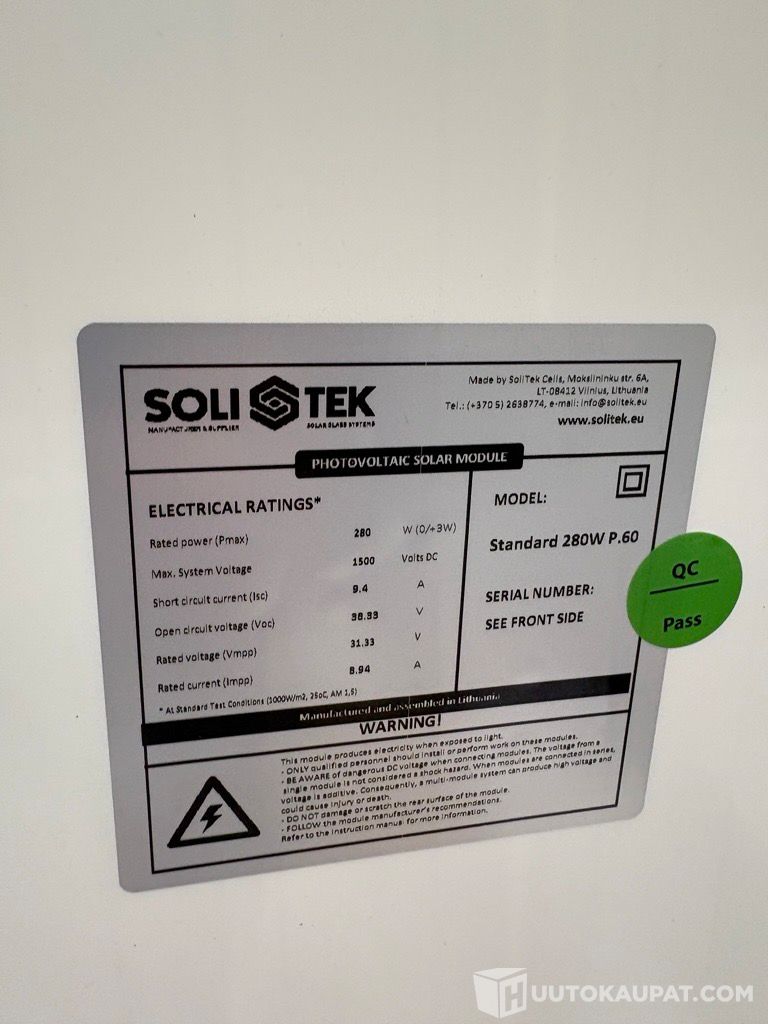 SOLITEK
MANUFACTURER & SUPPLIER
SOLAR GLASS SYSTEMS
Made by SoliTek Cells, Mokslininku str. 6A,
LT-08412 Vilnius, Lithuania
Tel.: (+370 5) 2638774, e-mail: info@solitek.eu
www.solitek.eu
PHOTOVOLTAIC SOLAR MODULE
ELECTRICAL RATINGS*
Rated power (Pmax) 280 W (0/+3W)
Max. System Voltage 1500 Volts DC
Short circuit current (Isc) 9.4 A
Open circuit voltage (Voc) 38.33 V
Rated voltage (Vmpp) 31.33 V
Rated current (Impp) 8.94 A
* At Standard Test Conditions (1000W/m2, 25oC, AM 1,5)
MODEL:
Standard 280W P.60
SERIAL NUMBER:
SEE FRONT SIDE
QC
Pass
Manufactured and assembled in Lithuania
WARNING!
This module produces electricity when exposed to light.
- ONLY qualified personnel should install or perform work on these modules.
- BE AWARE of dangerous DC voltage when connecting modules. The voltage from a
single module is not considered a shock hazard. When modules are connected in series,
voltage is additive. Consequently, a multi-module system can produce high voltage and
could cause injury or death.
- DO NOT damage or scratch the rear surface of the module.
- FOLLOW the module manufacturer's recommendations.
Refer to the instruction manual for more information.
HUUTOKAUPAT.COM